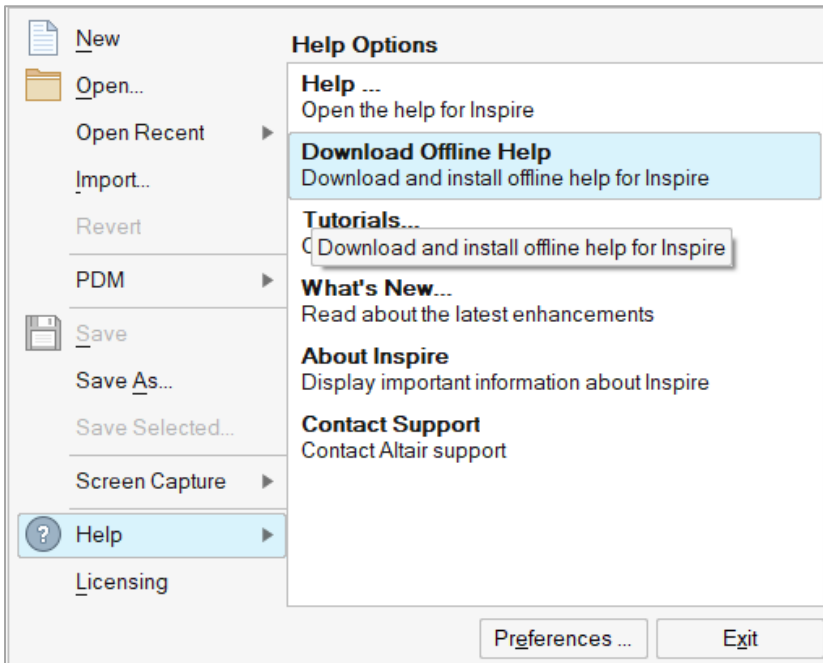 New
Open...
Open Recent
Import...
Revert
PDM
Save
Save As...
Save Selected...
Screen Capture
Help
Licensing
Help Options
Help ...
Open the help for Inspire
Download Offline Help
Download and install offline help for Inspire
Tutorials...
Download and install offline help for Inspire
What's New...
Read about the latest enhancements
About Inspire
Display important information about Inspire
Contact Support
Contact Altair support
Preferences ...
Exit